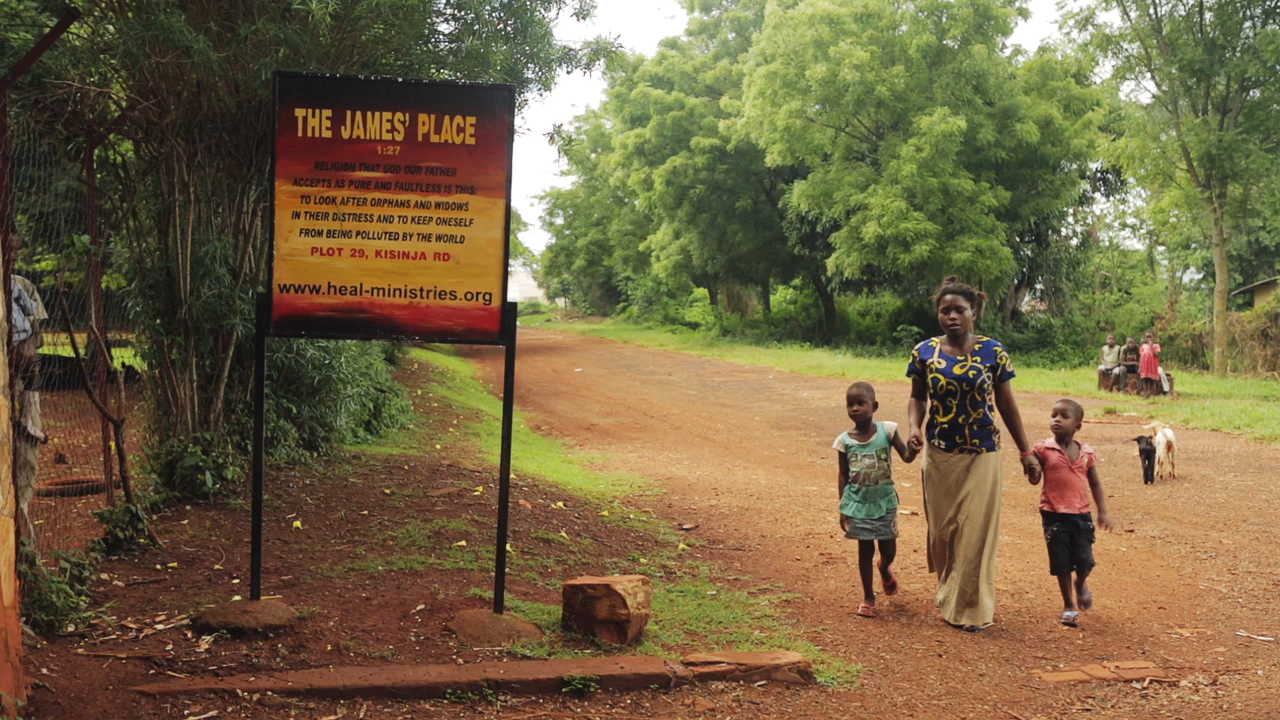 THE JAMES' PLACE
1:27
RELIGION THAT GOD OUR FATHER
ACCEPTS AS PURE AND FAULTLESS IS THIS:
TO LOOK AFTER ORPHANS AND WIDOWS
IN THEIR DISTRESS AND TO KEEP ONESELF
FROM BEING POLLUTED BY THE WORLD
PLOT 29, KISINJA RD
www.heal-ministries.org